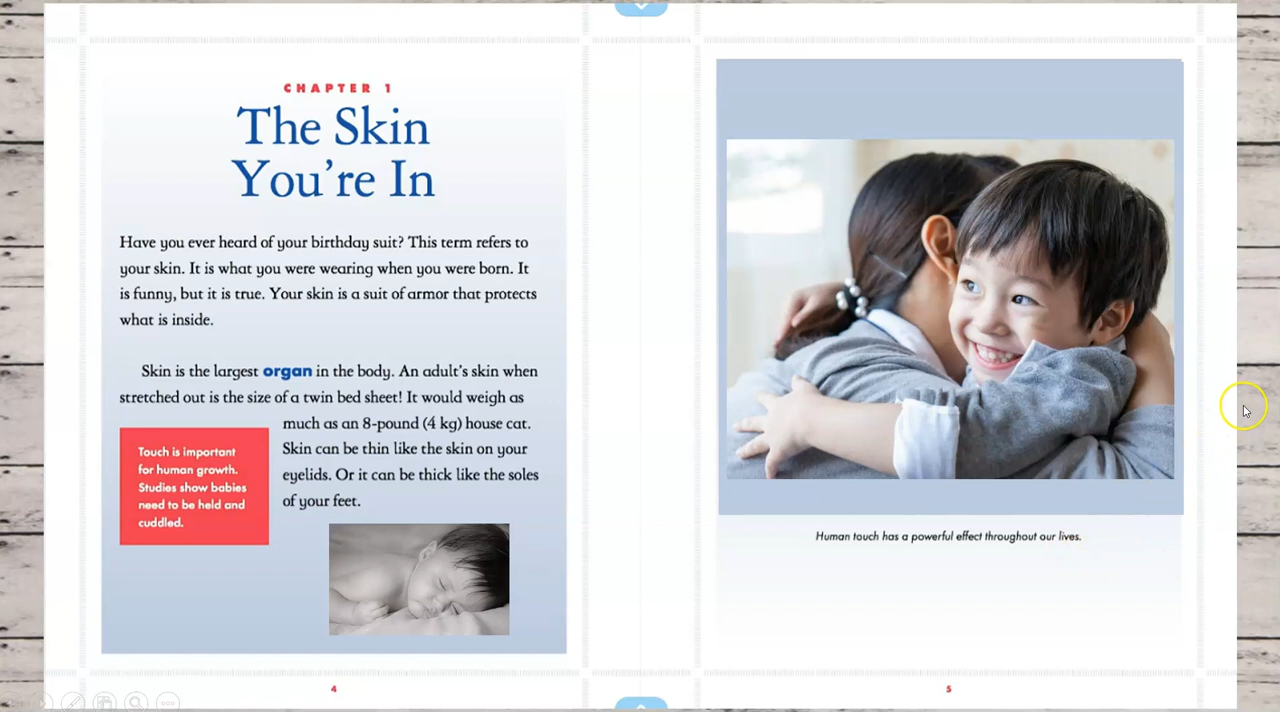 CHAPTER 1
The Skin
You're In
Have you ever heard of your birthday suit? This term refers to
your skin. It is what you were wearing when you were born. It
is funny, but it is true. Your skin is a suit of armor that protects
what is inside.
Skin is the largest organ in the body. An adult's skin when
stretched out is the size of a twin bed sheet! It would weigh as
much as an 8-pound (4 kg) house cat.
Skin can be thin like the skin on your
eyelids. Or it can be thick like the soles
of your feet.
Touch is important
for human growth.
Studies show babies
need to be held and
cuddled.
4
Human touch has a powerful effect throughout our lives.
5